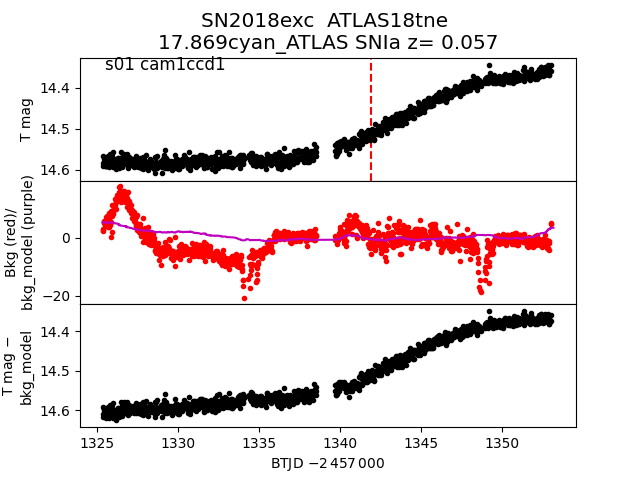 SN2018exc ATLAS18tne
17.869cyan_ATLAS SNIa z= 0.057
s01 cam1ccd1
14.4
14.5
14.6
T mag
0
−20
Bkg (red)/
bkg_model (purple)
14.4
14.5
14.6
T mag −
bkg_model
1325 1330 1335 1340 1345 1350
BTJD −2 457 000